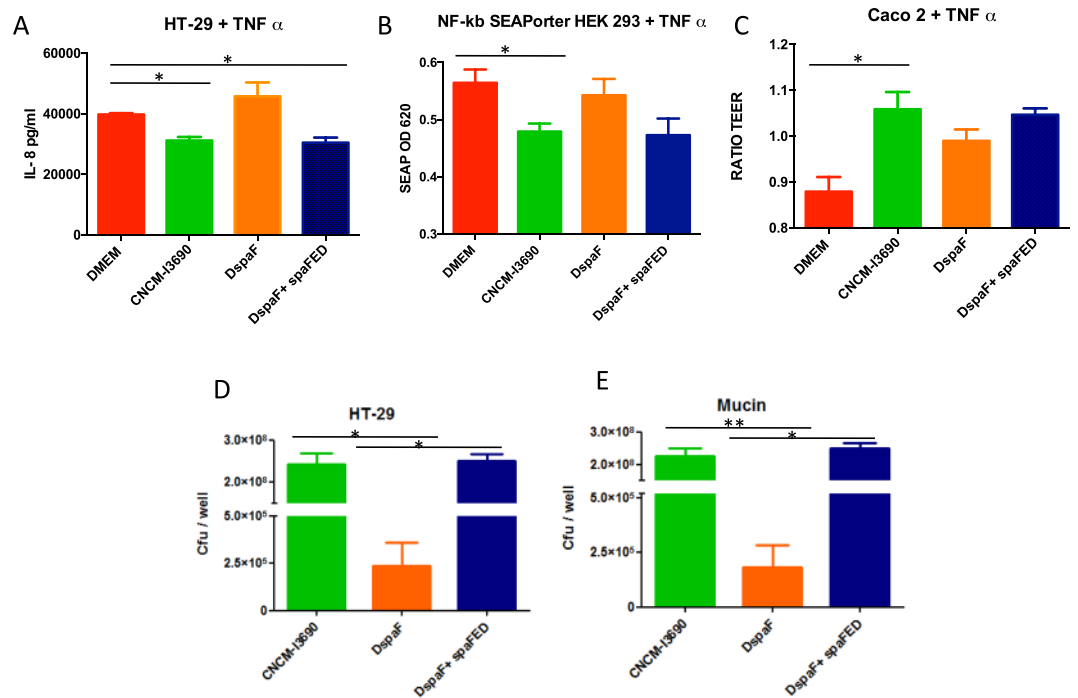 A
HT-29 + TNF α
*
*
IL- 8 pg/ml
60000
40000
20000
0
DMEM
CNCM-I3690
DspaF
DspaF+ spaFED
B
NF-kb SEAPorter HEK 293 + TNF α
*
SEAP OD 620
0.6
0.5
0.4
0.3
DMEM
CNCM-I3690
DspaF
DspaF+ spaFED
C
Caco 2 + TNF α
*
RATIO TEER
1.2
1.1
1.0
0.9
0.8
DMEM
CNCM-I3690
DspaF
DspaF+ spaFED
D
HT-29
*
*
Cfu / well
3.0×10⁸
2.0×10⁸
5.0×10⁵
2.5×10⁵
0
CNCM-I3690
DspaF
DspaF+ spaFED
E
Mucin
**
*
Cfu / well
3.0×10⁸
2.0×10⁸
5.0×10⁵
2.5×10⁵
0
CNCM-I3690
DspaF
DspaF+ spaFED